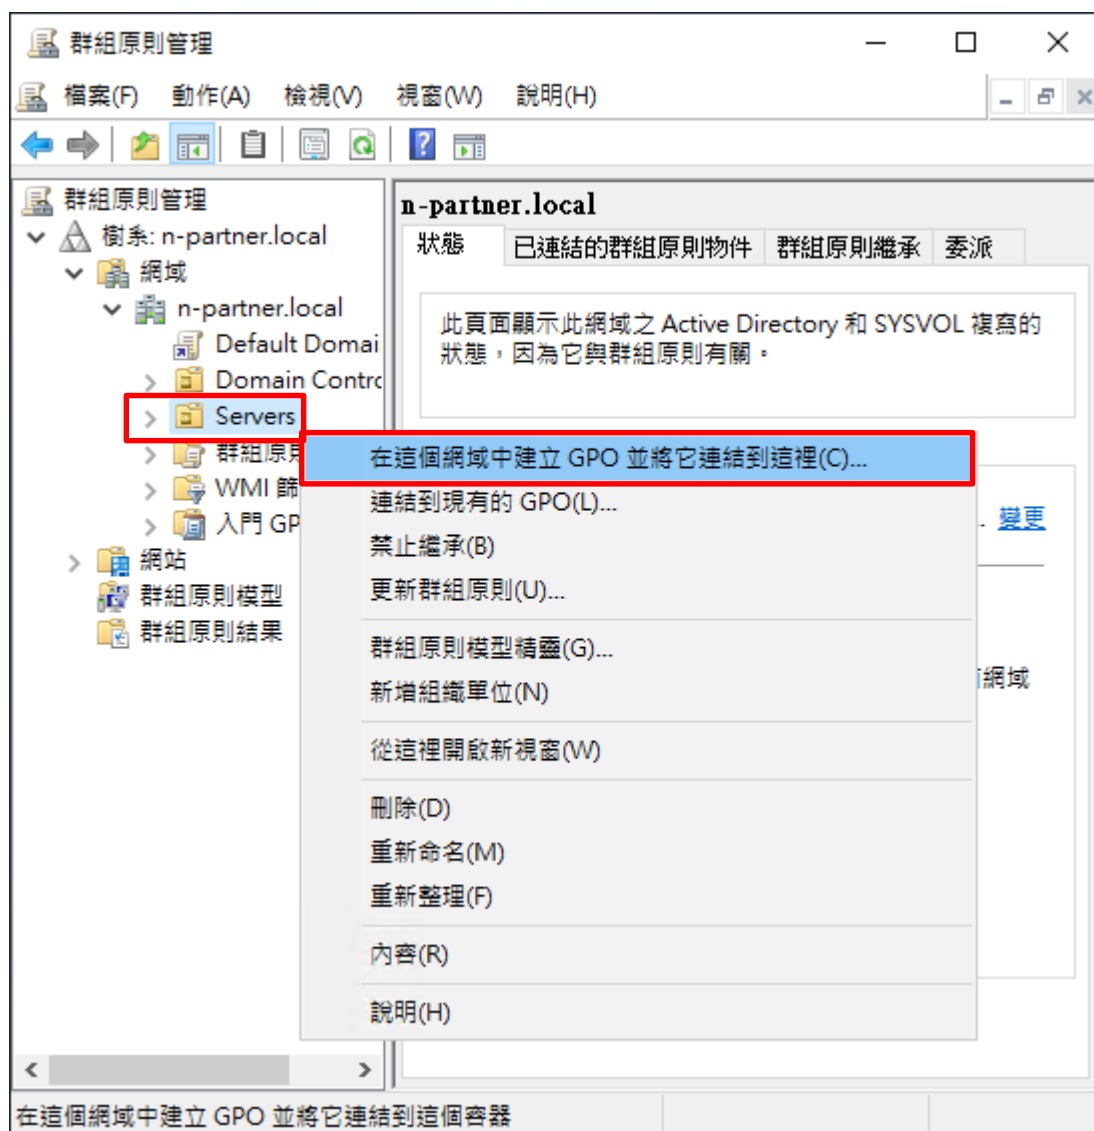 群組原則管理
檔案(F) 動作(A) 檢視(V) 視窗(W) 說明(H)
群組原則管理
樹系: n-partner.local
網域
n-partner.local
Default Domai
Domain Contrc
Servers
群組原則
WMI 篩
入門 GP
網站
群組原則模型
群組原則結果
n-partner.local
狀態 已連結的群組原則物件 群組原則繼承 委派
此頁面顯示此網域之 Active Directory 和 SYSVOL 複寫的
狀態，因為它與群組原則有關。
變更
網域
在這個網域中建立 GPO 並將它連結到這裡(C)...
連結到現有的 GPO(L)...
禁止繼承(B)
更新群組原則(U)...
群組原則模型精靈(G)...
新增組織單位(N)
從這裡開啟新視窗(W)
刪除(D)
重新命名(M)
重新整理(F)
內容(R)
說明(H)
在這個網域中建立 GPO 並將它連結到這個容器